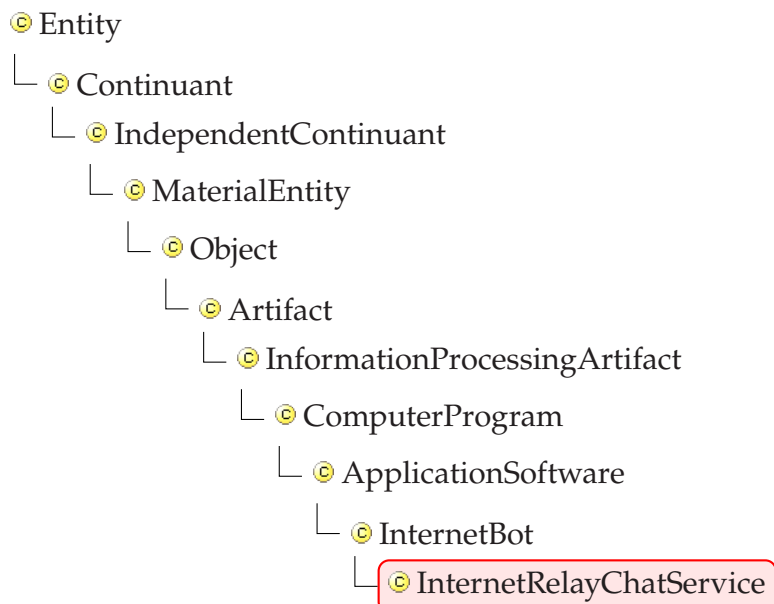 Entity
Continuant
IndependentContinuant
MaterialEntity
Object
Artifact
InformationProcessingArtifact
ComputerProgram
ApplicationSoftware
InternetBot
InternetRelayChatService